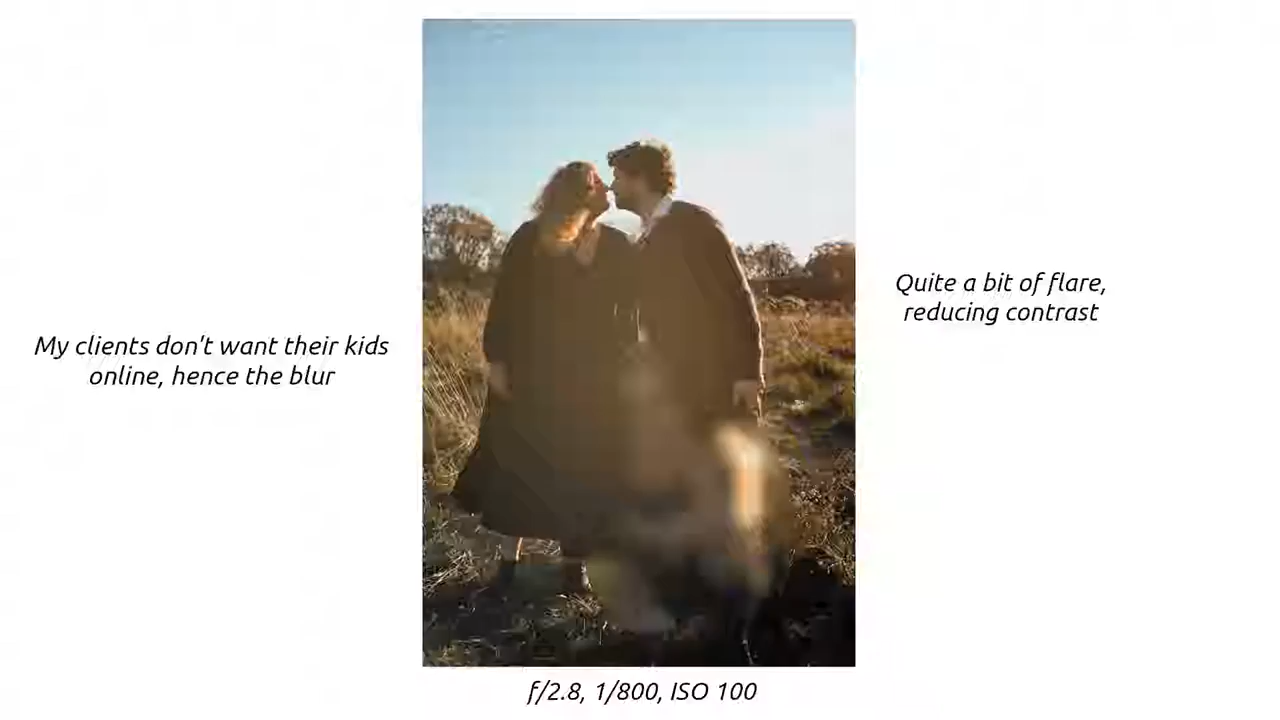 My clients don't want their kids
online, hence the blur
Quite a bit of flare,
reducing contrast
f/2.8, 1/800, ISO 100